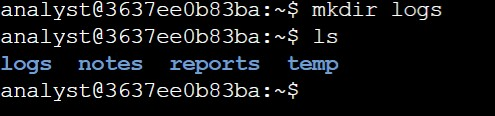 analyst@3637ee0b83ba:~$ mkdir logs
analyst@3637ee0b83ba:~$ ls
logs  notes  reports  temp
analyst@3637ee0b83ba:~$